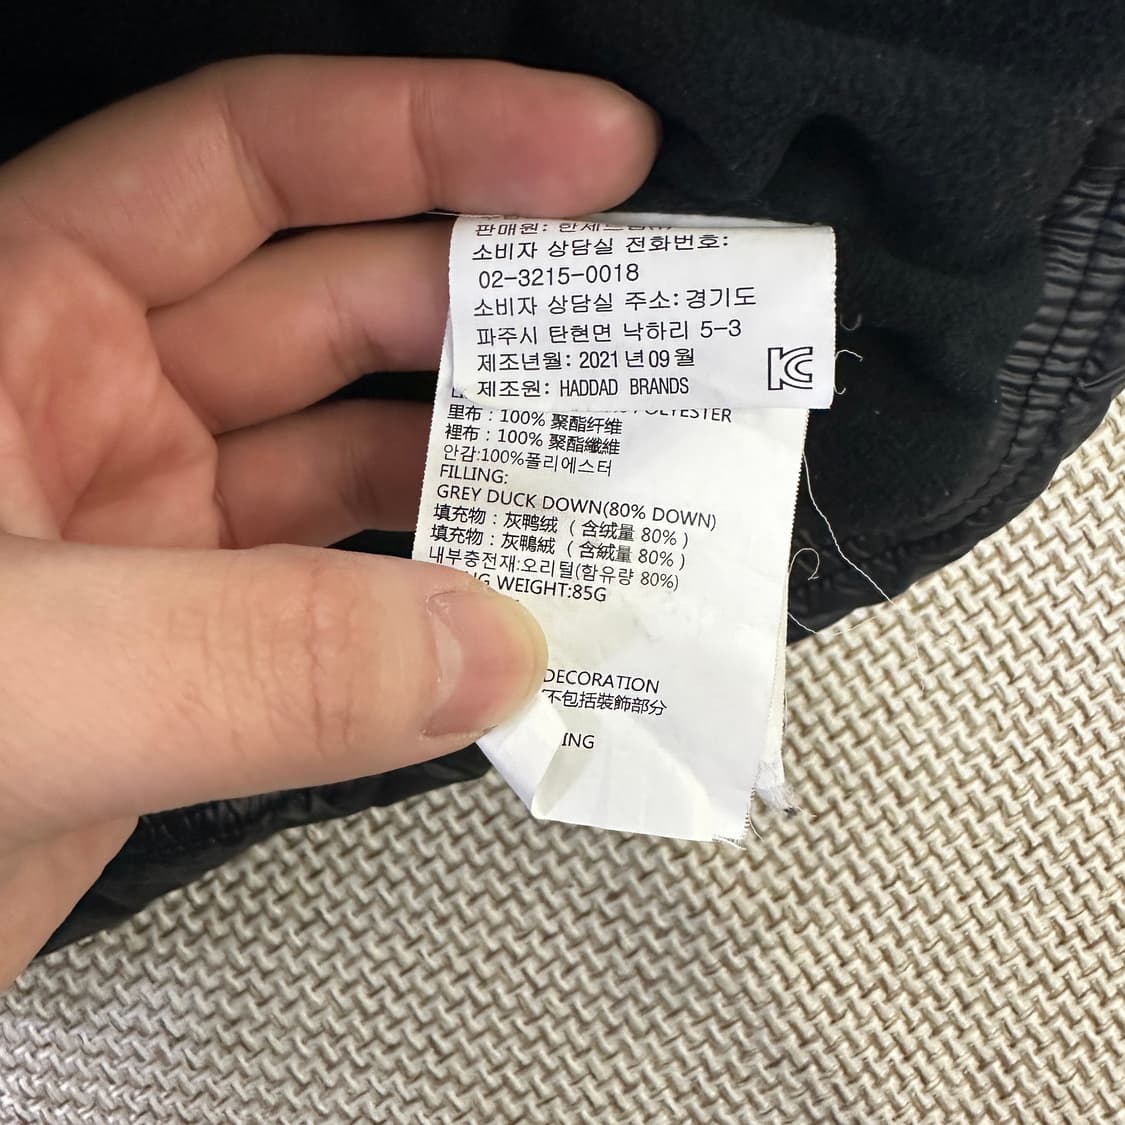 판매원:
소비자 상담실 전화번호:
02-3215-0018
소비자 상담실 주소: 경기도
파주시 탄현면 낙하리 5-3
제조년월: 2021 년 09 월
제조원: HADDAD BRANDS
KC
POLYESTER
里布：100% 聚酯纤维
裡布：100% 聚酯纖維
안감:100%폴리에스터
FILLING:
GREY DUCK DOWN(80% DOWN)
填充物：灰鸭绒 （含绒量 80%）
填充物：灰鴨絨 （含絨量 80%）
내부충전재:오리털(함유량 80%)
WEIGHT:85G
DECORATION
不包括裝飾部分
ING